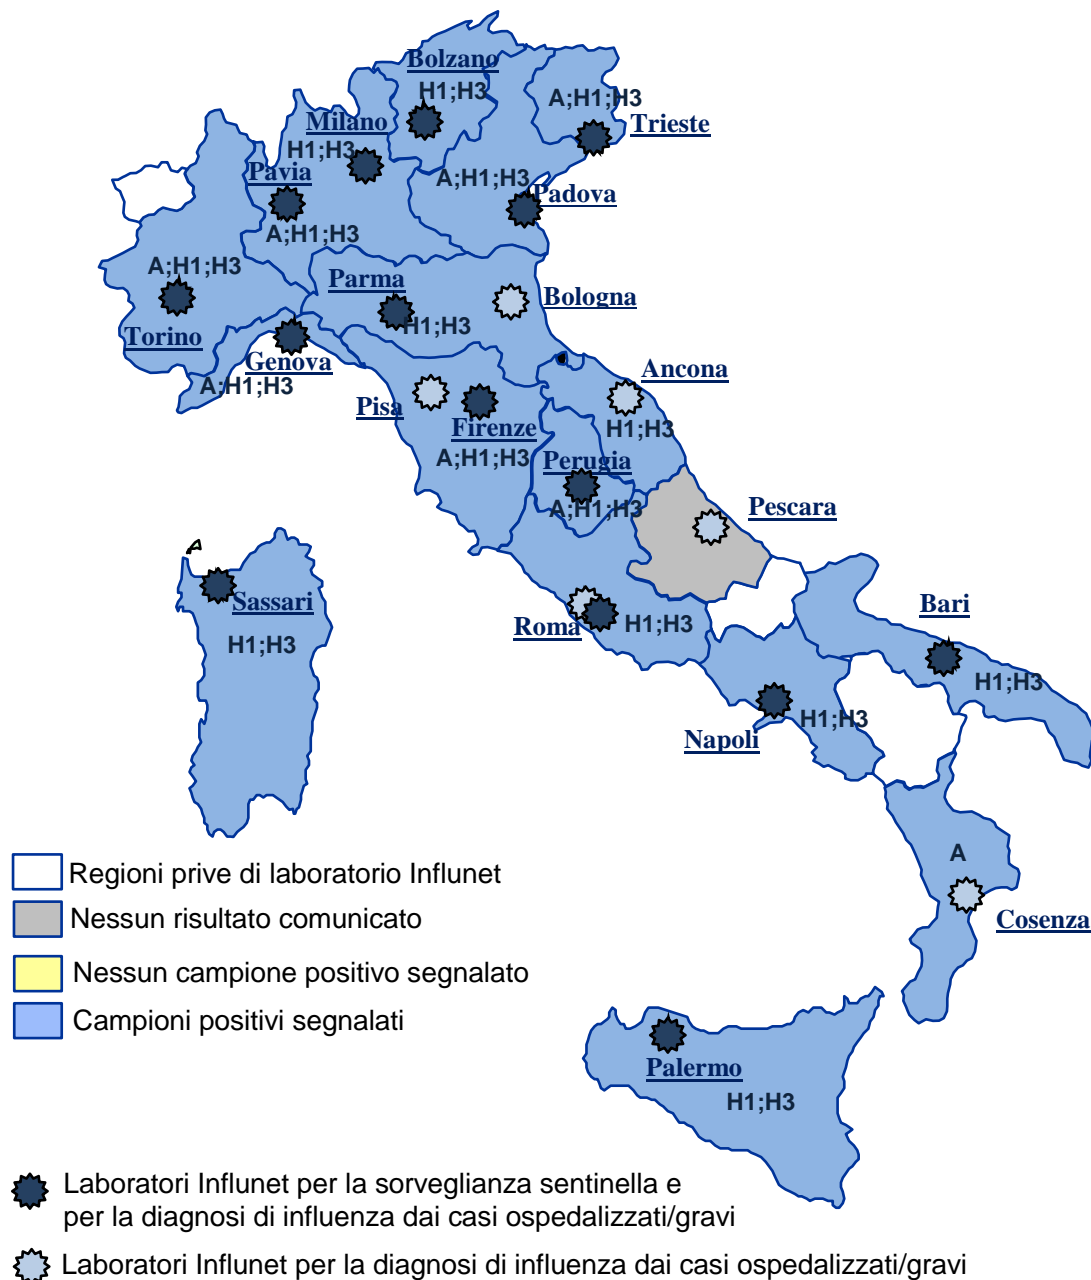 Bolzano
H1;H3
A;H1;H3
Trieste
Milano
H1;H3
Pavia
A;H1;H3
A;H1;H3
Padova
A;H1;H3
Torino
Parma
H1;H3
Bologna
Genova
A;H1;H3
Pisa
Firenze
A;H1;H3
Ancona
H1;H3
Perugia
A;H1;H3
Pescara
Sassari
H1;H3
Roma
H1;H3
Bari
H1;H3
Napoli
H1;H3
A
Cosenza
Regioni prive di laboratorio Influnet
Nessun risultato comunicato
Nessun campione positivo segnalato
Campioni positivi segnalati
Palermo
H1;H3
Laboratori Influnet per la sorveglianza sentinella e
per la diagnosi di influenza dai casi ospedalizzati/gravi
Laboratori Influnet per la diagnosi di influenza dai casi ospedalizzati/gravi